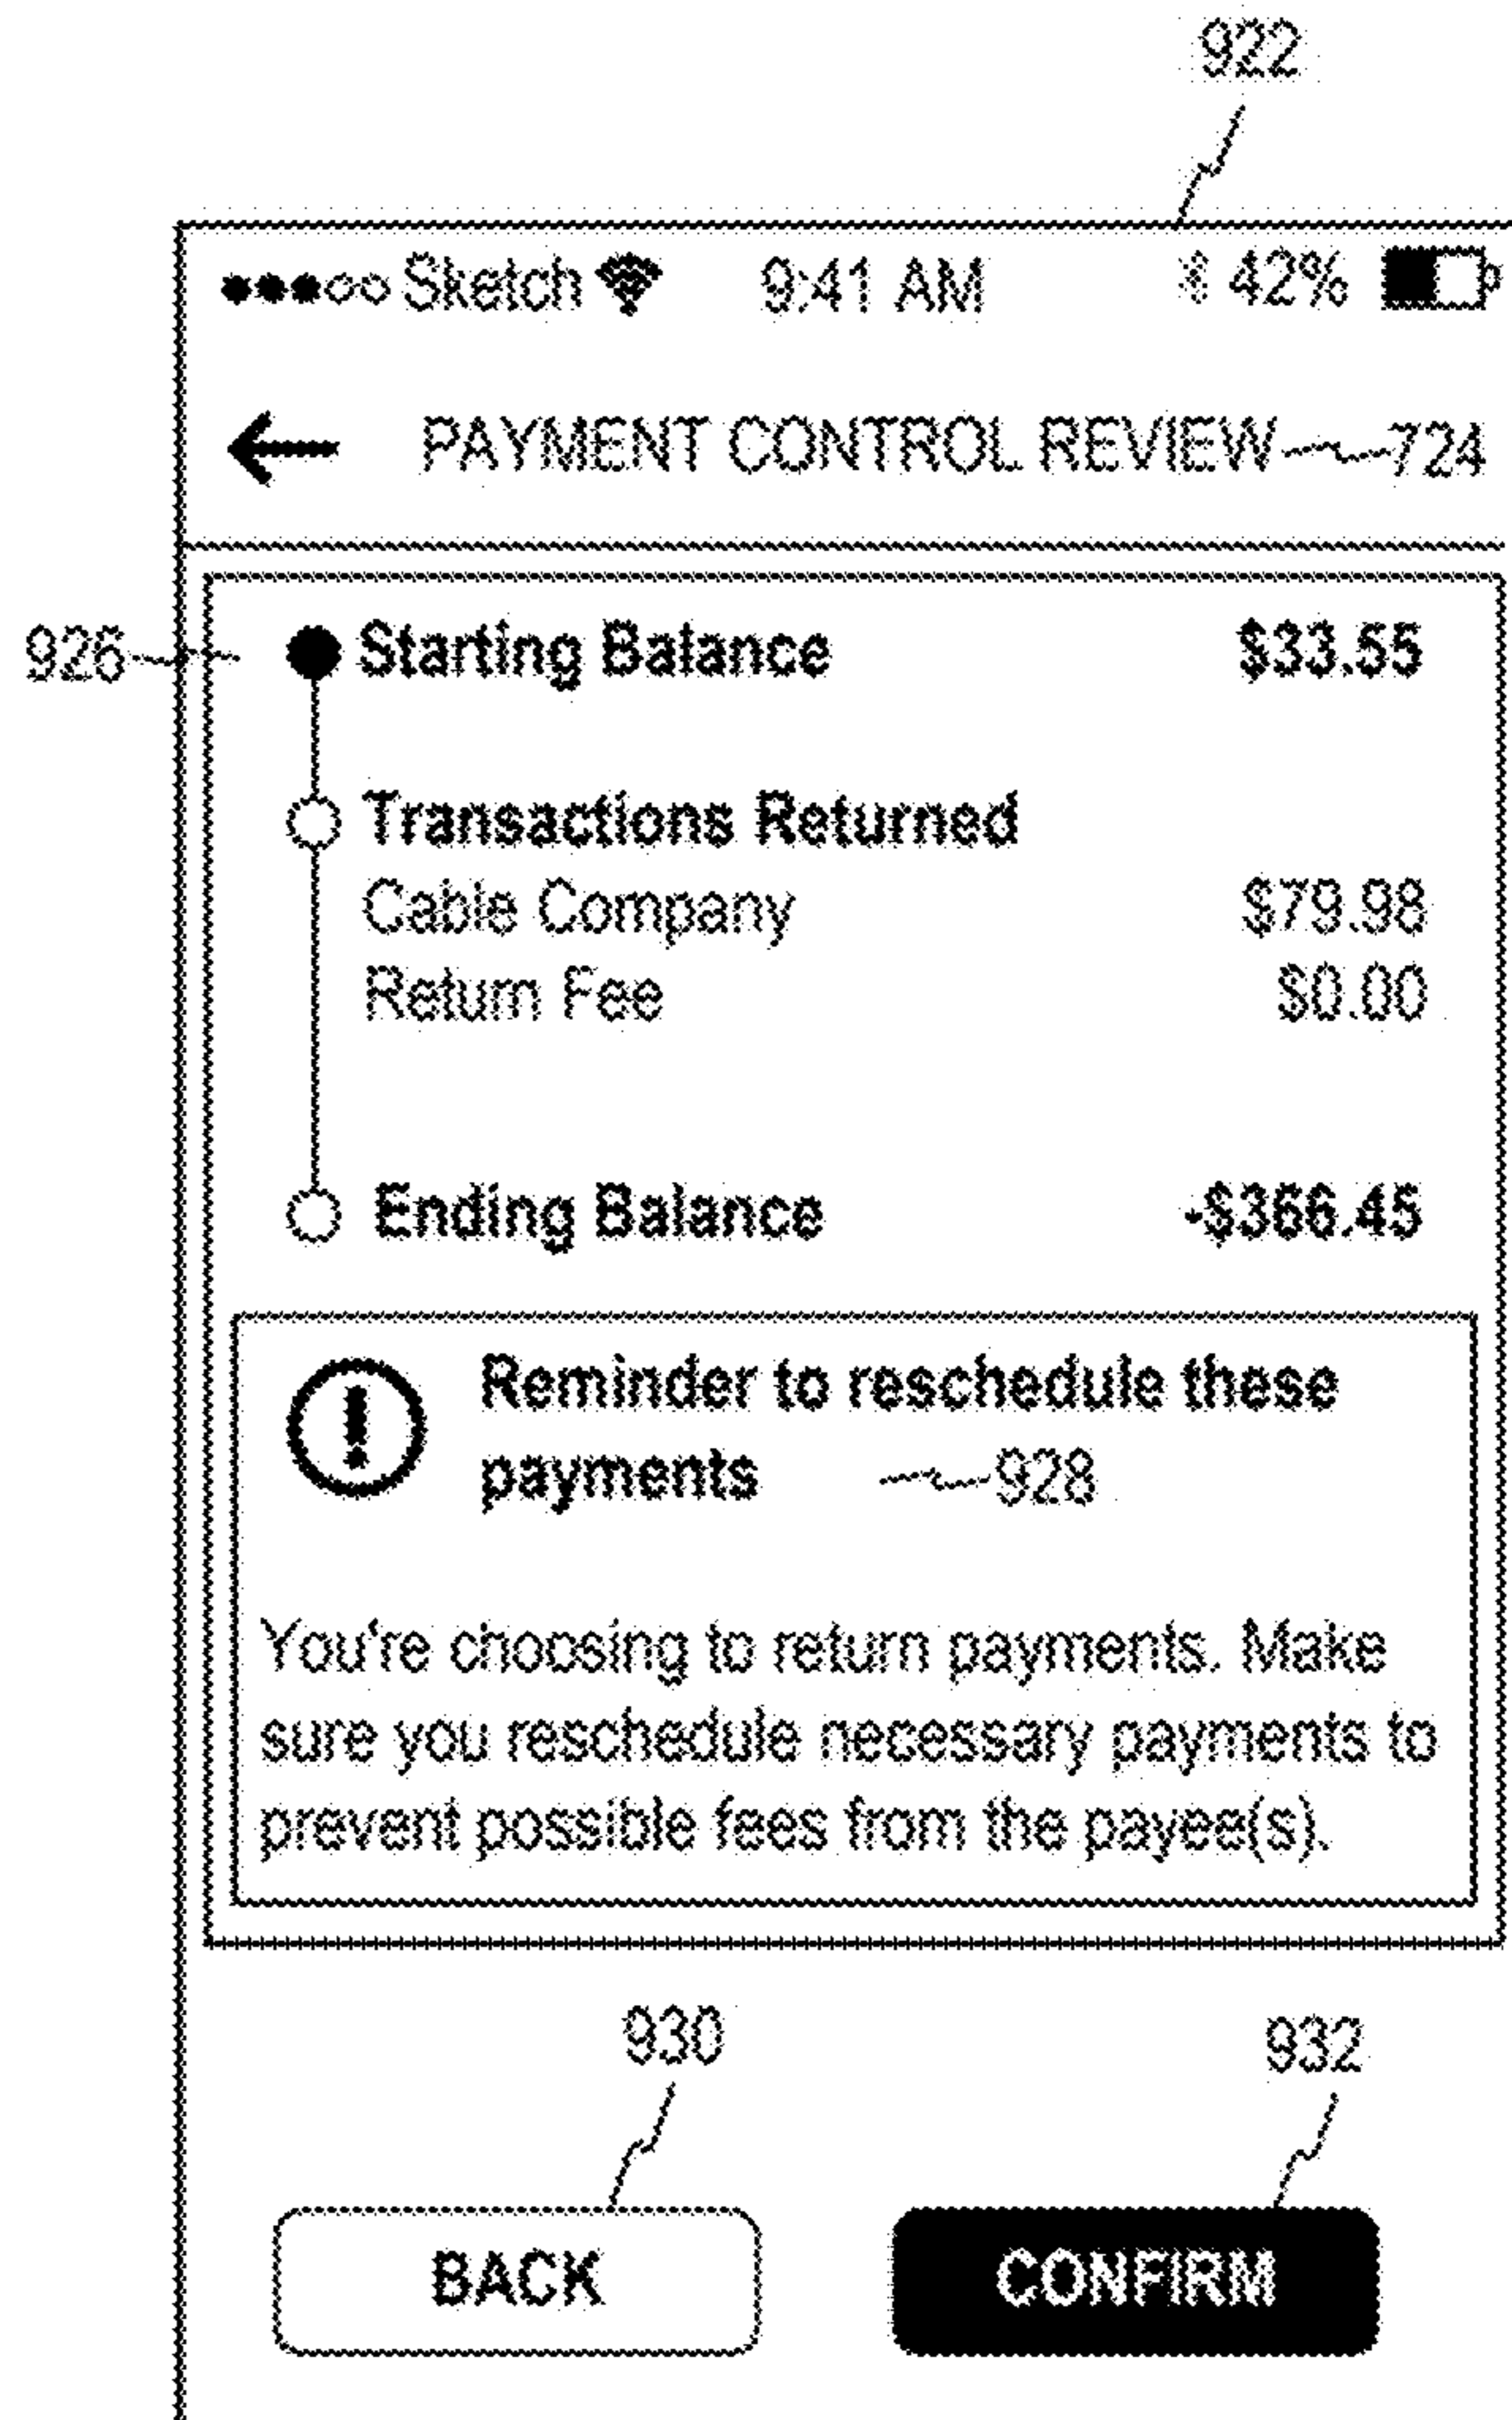 922
Sketch 9:41 AM 42%
PAYMENT CONTROL REVIEW 724
926 Starting Balance $33.55
Transactions Returned
Cable Company $79.98
Return Fee $0.00
Ending Balance -$366.45
Reminder to reschedule these
payments 928
You're choosing to return payments. Make
sure you reschedule necessary payments to
prevent possible fees from the payee(s).
930 932
BACK CONFIRM